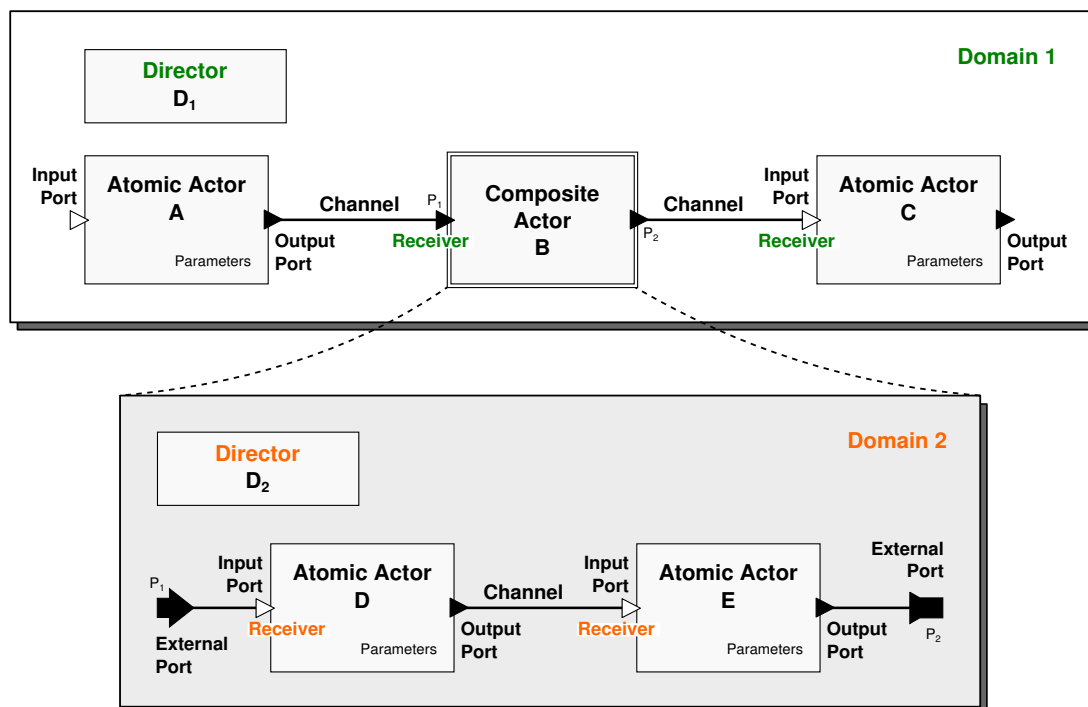 Domain 1
Director
D₁
Input
Port
Atomic Actor
A
Parameters
Output
Port
Channel
P₁
Receiver
Composite
Actor
B
P₂
Channel
Input
Port
Receiver
Atomic Actor
C
Parameters
Output
Port
Domain 2
Director
D₂
P₁
External
Port
Input
Port
Receiver
Atomic Actor
D
Parameters
Channel
Output
Port
Input
Port
Receiver
Atomic Actor
E
Parameters
Output
Port
External
Port
P₂